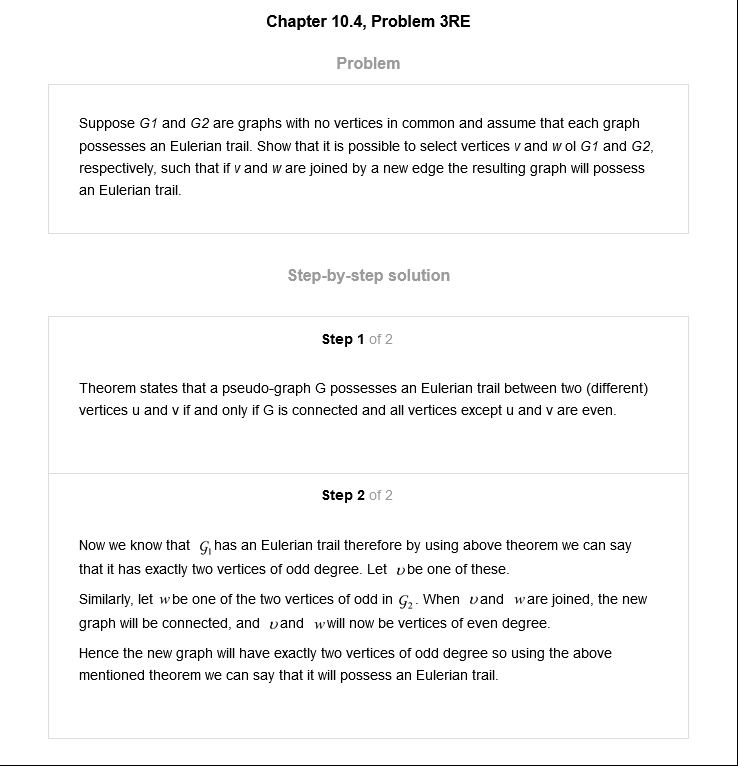 Chapter 10.4, Problem 3RE
Problem
Suppose G1 and G2 are graphs with no vertices in common and assume that each graph
possesses an Eulerian trail. Show that it is possible to select vertices v and w ol G1 and G2,
respectively, such that if v and w are joined by a new edge the resulting graph will possess
an Eulerian trail.
Step-by-step solution
Step 1 of 2
Theorem states that a pseudo-graph G possesses an Eulerian trail between two (different)
vertices u and v if and only if G is connected and all vertices except u and v are even.
Step 2 of 2
Now we know that G₁ has an Eulerian trail therefore by using above theorem we can say
that it has exactly two vertices of odd degree. Let υ be one of these.
Similarly, let w be one of the two vertices of odd in G₂. When υ and w are joined, the new
graph will be connected, and υ and w will now be vertices of even degree.
Hence the new graph will have exactly two vertices of odd degree so using the above
mentioned theorem we can say that it will possess an Eulerian trail.